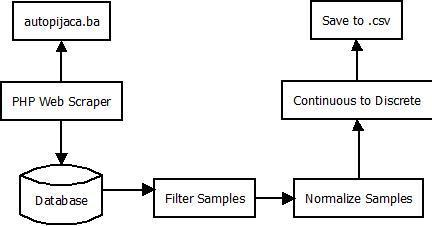 autopijaca.ba
Save to .csv
PHP Web Scraper
Continuous to Discrete
Database
Filter Samples
Normalize Samples